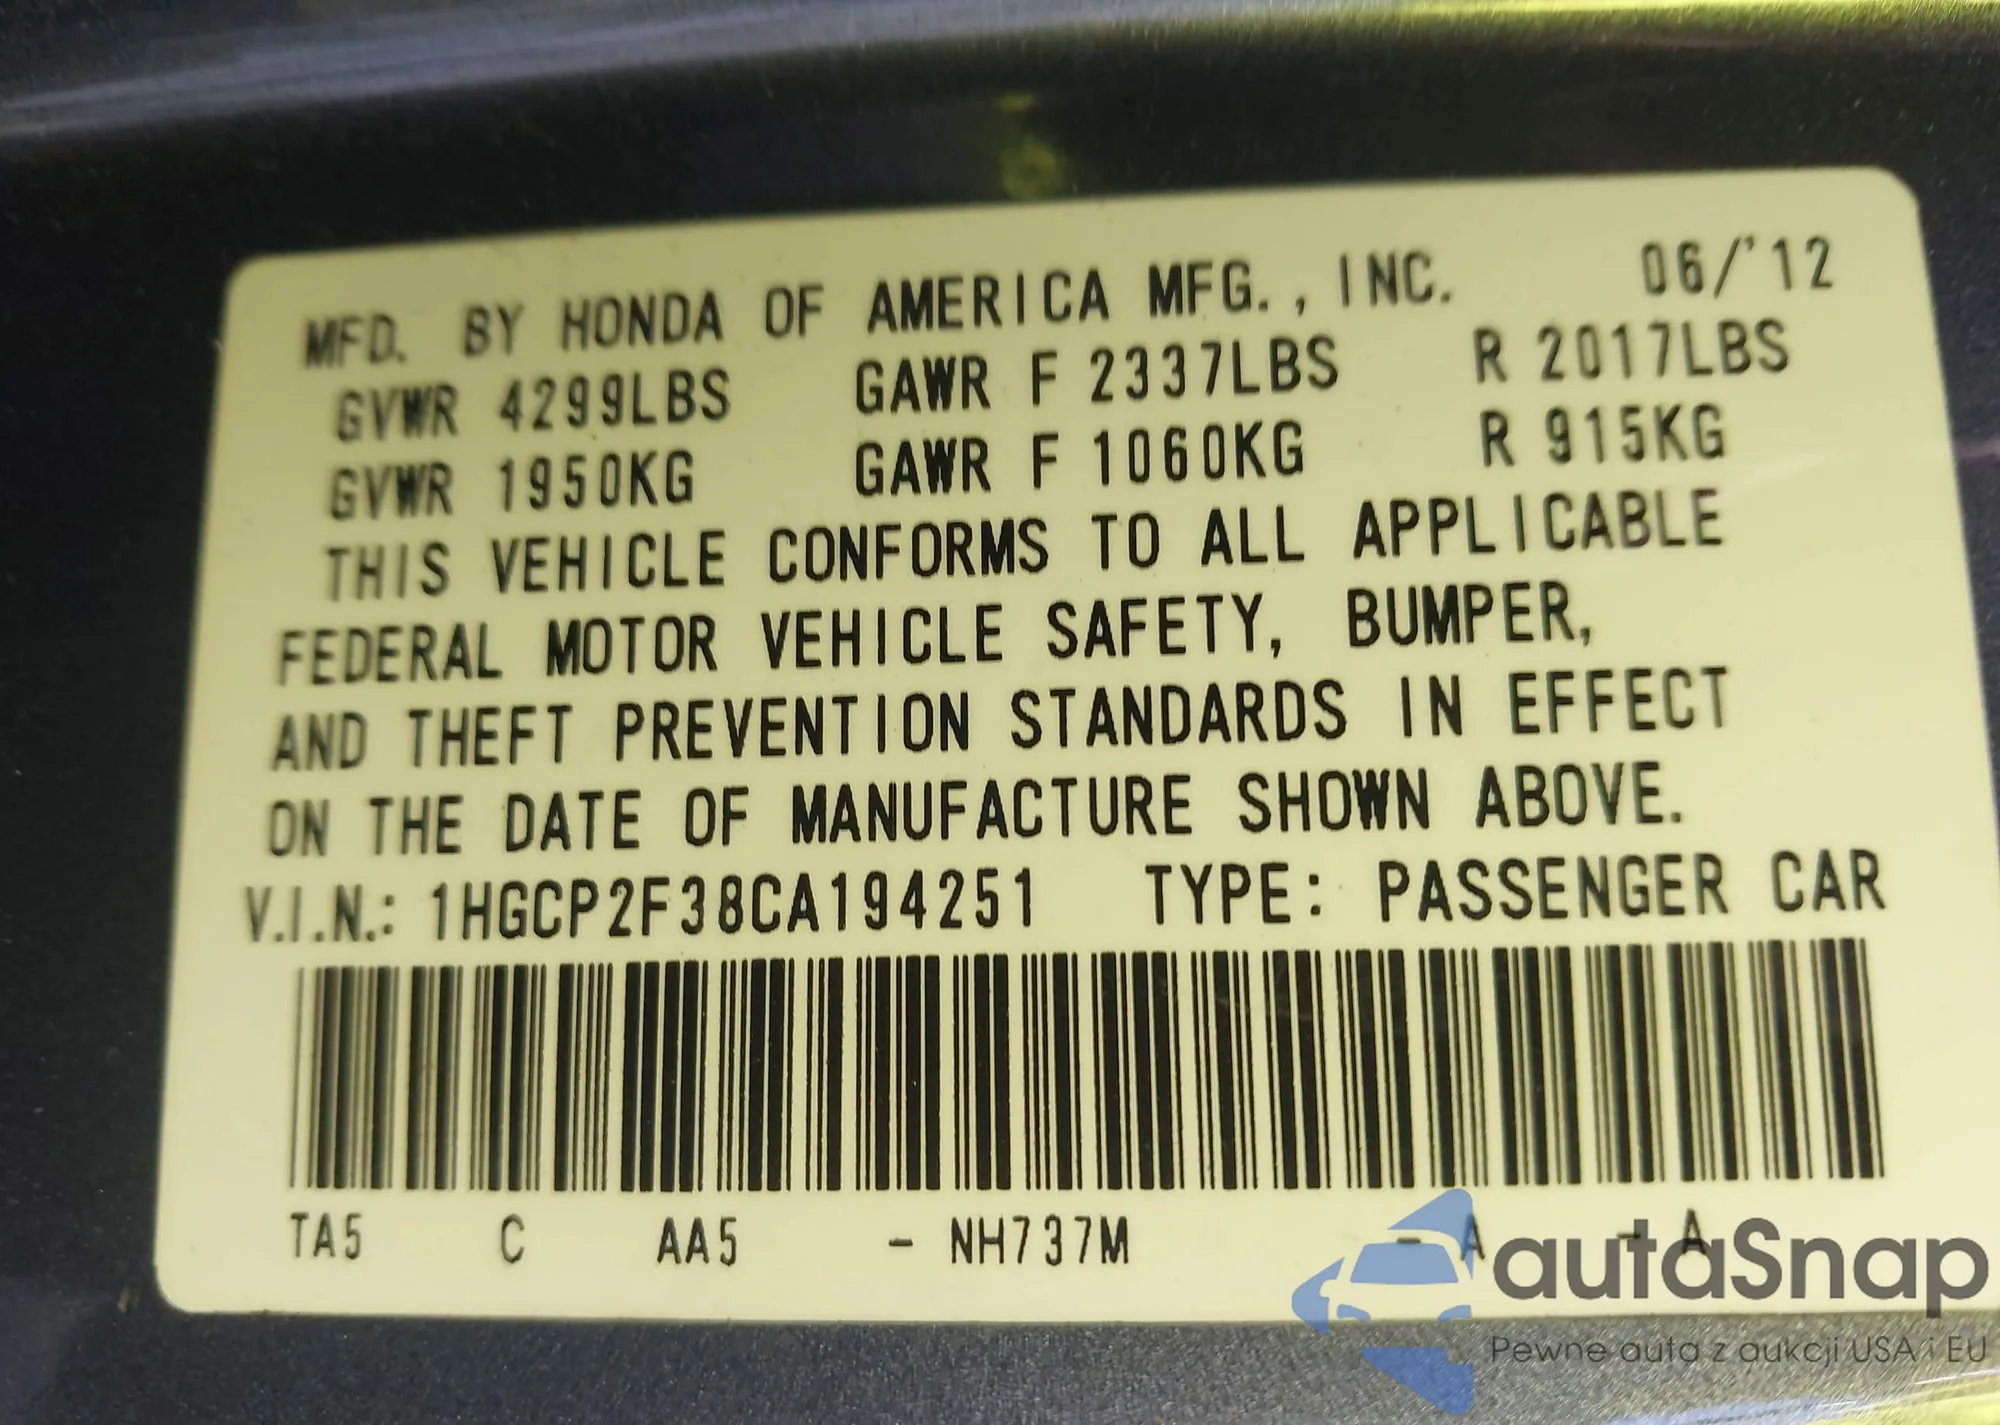 MFD. BY HONDA OF AMERICA MFG., INC. 06/'12
GVWR 4299LBS GAWR F 2337LBS R 2017LBS
GVWR 1950KG GAWR F 1060KG R 915KG
THIS VEHICLE CONFORMS TO ALL APPLICABLE
FEDERAL MOTOR VEHICLE SAFETY, BUMPER,
AND THEFT PREVENTION STANDARDS IN EFFECT
ON THE DATE OF MANUFACTURE SHOWN ABOVE.
V.I.N.: 1HGCP2F38CA194251 TYPE: PASSENGER CAR
TA5 C AA5 - NH737M - A - A
autaSnap
Pewne auta z aukcji USA i EU